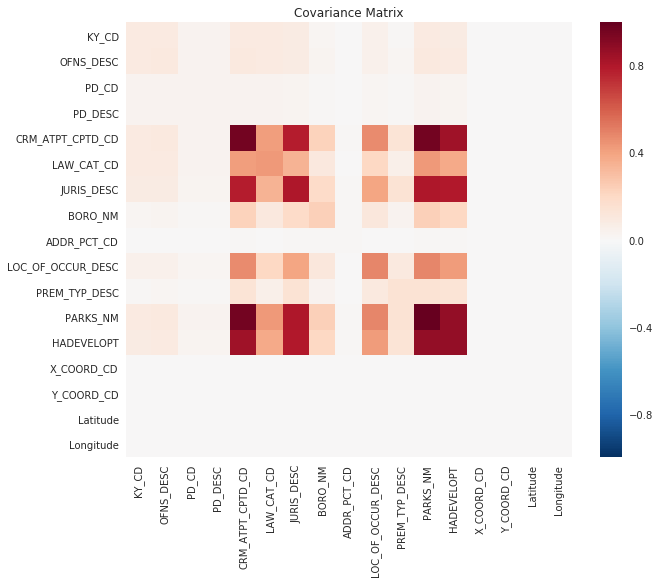 Covariance Matrix
KY_CD
OFNS_DESC
PD_CD
PD_DESC
CRM_ATPT_CPTD_CD
LAW_CAT_CD
JURIS_DESC
BORO_NM
ADDR_PCT_CD
LOC_OF_OCCUR_DESC
PREM_TYP_DESC
PARKS_NM
HADEVELOPT
X_COORD_CD
Y_COORD_CD
Latitude
Longitude
KY_CD
OFNS_DESC
PD_CD
PD_DESC
CRM_ATPT_CPTD_CD
LAW_CAT_CD
JURIS_DESC
BORO_NM
ADDR_PCT_CD
LOC_OF_OCCUR_DESC
PREM_TYP_DESC
PARKS_NM
HADEVELOPT
X_COORD_CD
Y_COORD_CD
Latitude
Longitude
0.8
0.4
0.0
−0.4
−0.8